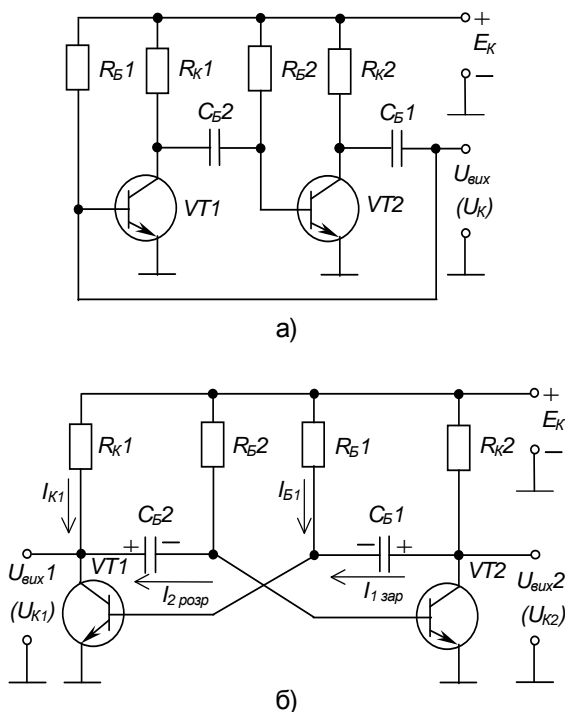 +
R_Б1 R_К1 R_Б2 R_К2 E_К
–
C_Б2 C_Б1
U_вих
VT1 VT2 (U_К)
а)
+
R_К1 R_Б2 R_Б1 R_К2 E_К
–
I_К1 C_Б2 I_Б1 C_Б1
+ – – +
U_вих1 VT1 VT2 U_вих2
(U_К1) I_2 розр I_1 зар (U_К2)
б)